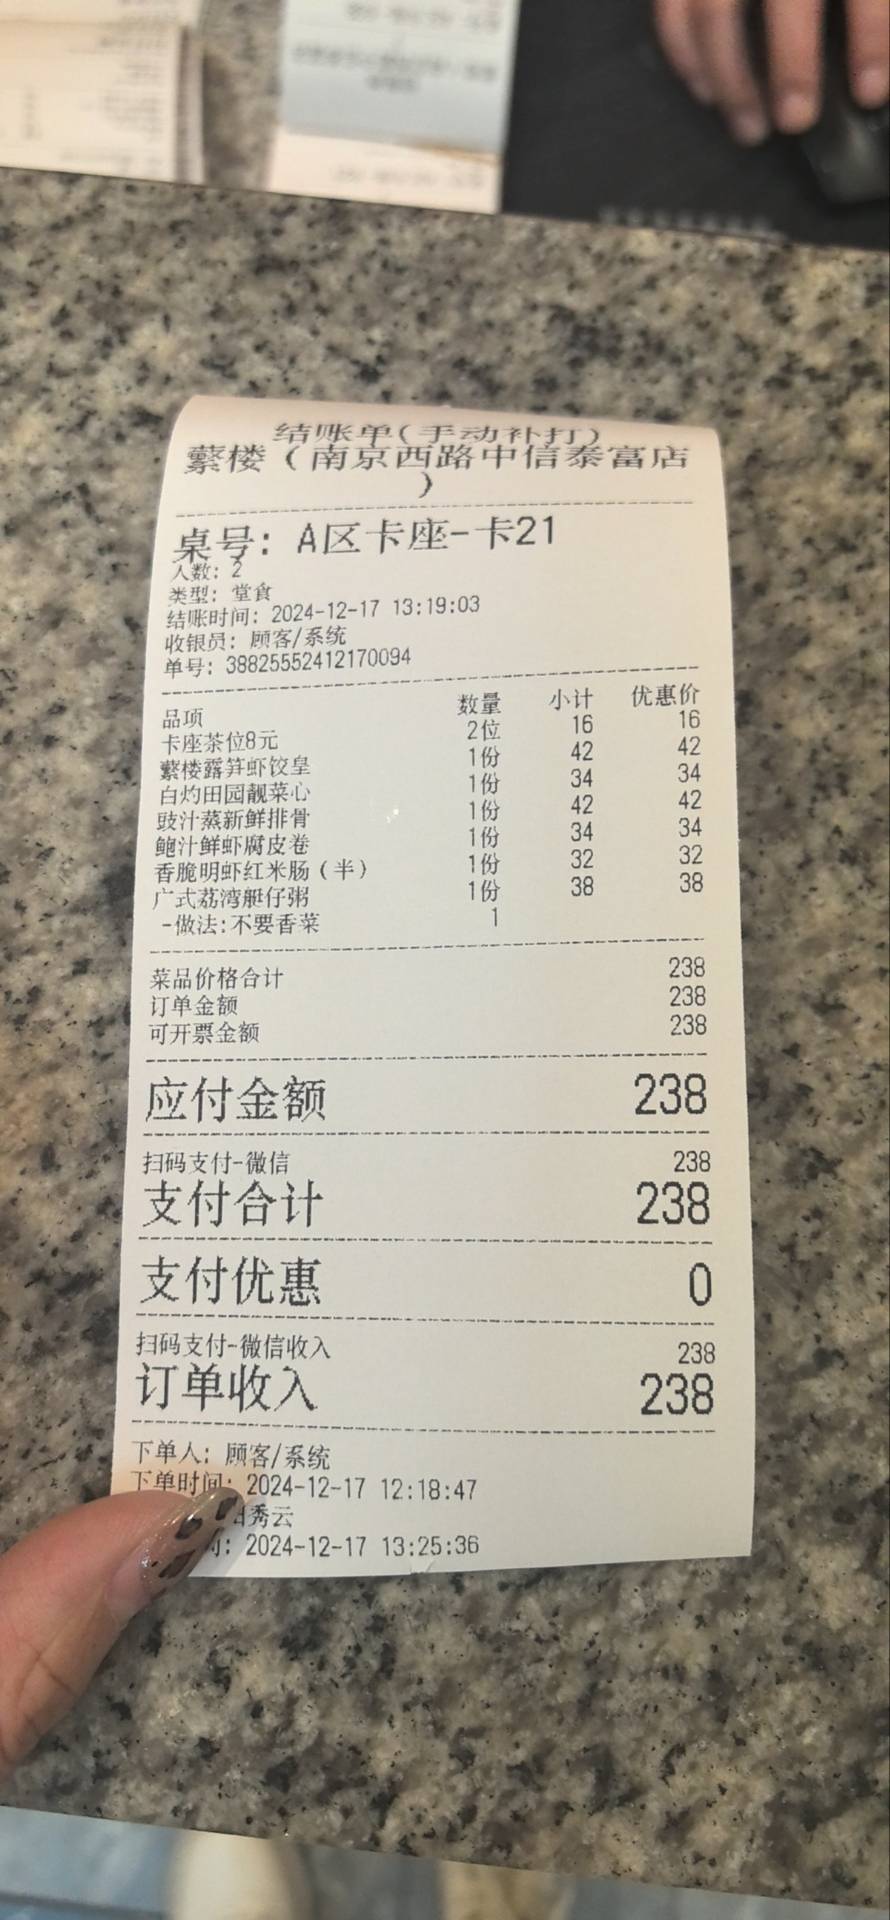 结账单(手动补打)
蘩楼（南京西路中信泰富店
）
桌号: A区卡座-卡21
人数: 2
类型: 堂食
结账时间: 2024-12-17 13:19:03
收银员: 顾客/系统
单号: 38825552412170094
品项 数量 小计 优惠价
卡座茶位8元 2位 16 16
蘩楼露笋虾饺皇 1份 42 42
白灼田园靓菜心 1份 34 34
豉汁蒸新鲜排骨 1份 42 42
鲍汁鲜虾腐皮卷 1份 34 34
香脆明虾红米肠（半） 1份 32 32
广式荔湾艇仔粥 1份 38 38
-做法:不要香菜 1
菜品价格合计 238
订单金额 238
可开票金额 238
应付金额 238
扫码支付-微信 238
支付合计 238
支付优惠 0
扫码支付-微信收入 238
订单收入 238
下单人: 顾客/系统
下单时间: 2024-12-17 12:18:47
秀云
: 2024-12-17 13:25:36